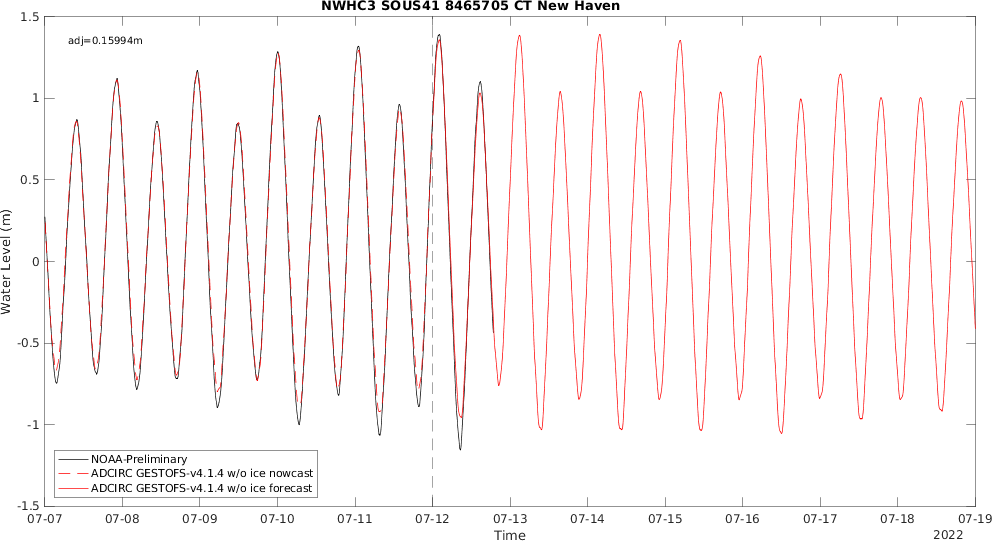 NWHC3 SOUS41 8465705 CT New Haven
adj=0.15994m
1.5
1
0.5
0
-0.5
-1
-1.5
Water Level (m)
NOAA-Preliminary
ADCIRC GESTOFS-v4.1.4 w/o ice nowcast
ADCIRC GESTOFS-v4.1.4 w/o ice forecast
07-07 07-08 07-09 07-10 07-11 07-12 07-13 07-14 07-15 07-16 07-17 07-18 07-19
Time
2022